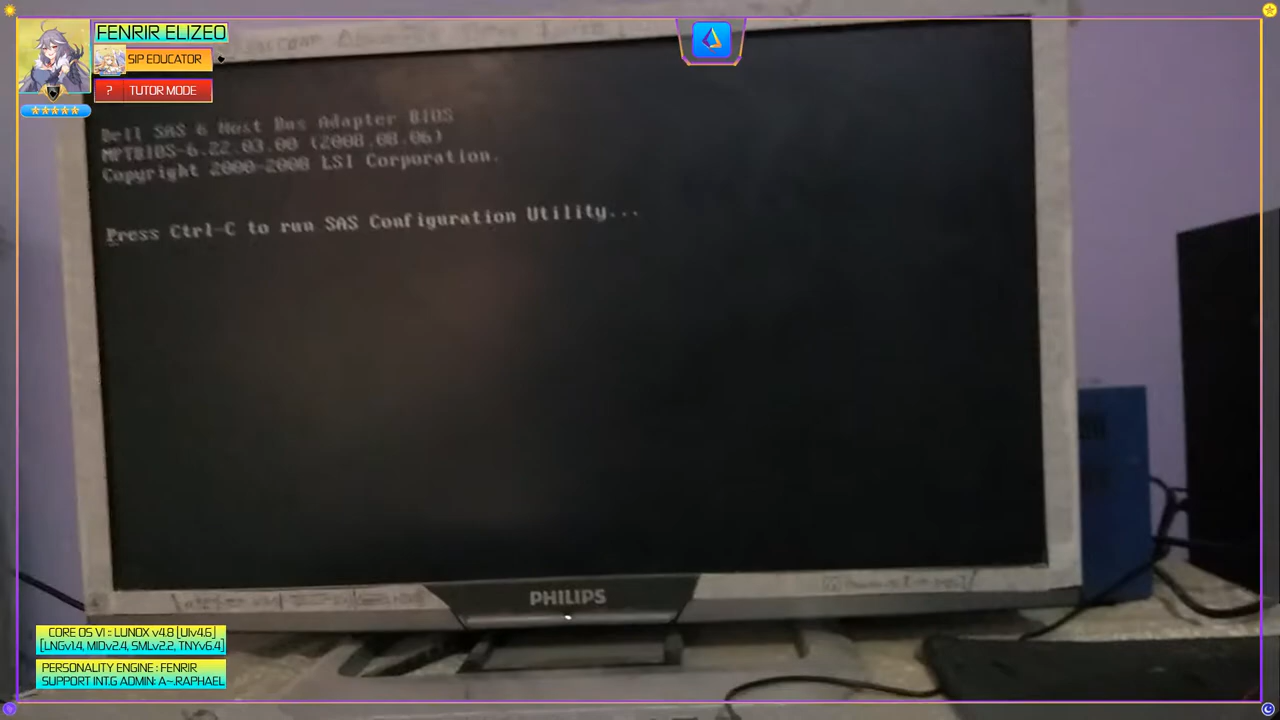 FENRIR ELIZEO
SIP EDUCATOR
? TUTOR MODE
Dell SAS 6 Host Bus Adapter BIOS
MPTBIOS-6.22.03.00 (2008.08.06)
Copyright 2000-2008 LSI Corporation.
Press Ctrl-C to run SAS Configuration Utility...
PHILIPS
CORE OS VI :: LUNOX v4.8 [UIv4.6]
[LNGv1.4, MIDv2.4, SMLv2.2, TNYv6.4]
PERSONALITY ENGINE : FENRIR
SUPPORT INT.G ADMIN: A~.RAPHAEL